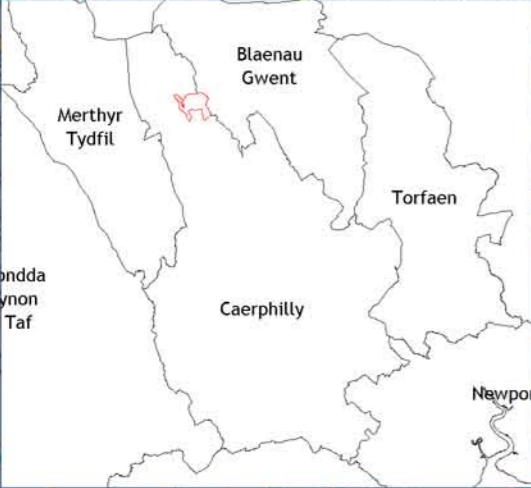 Blaenau
Gwent
Merthyr
Tydfil
Torfaen
ondda
ynon
Taf
Caerphilly
Newpor